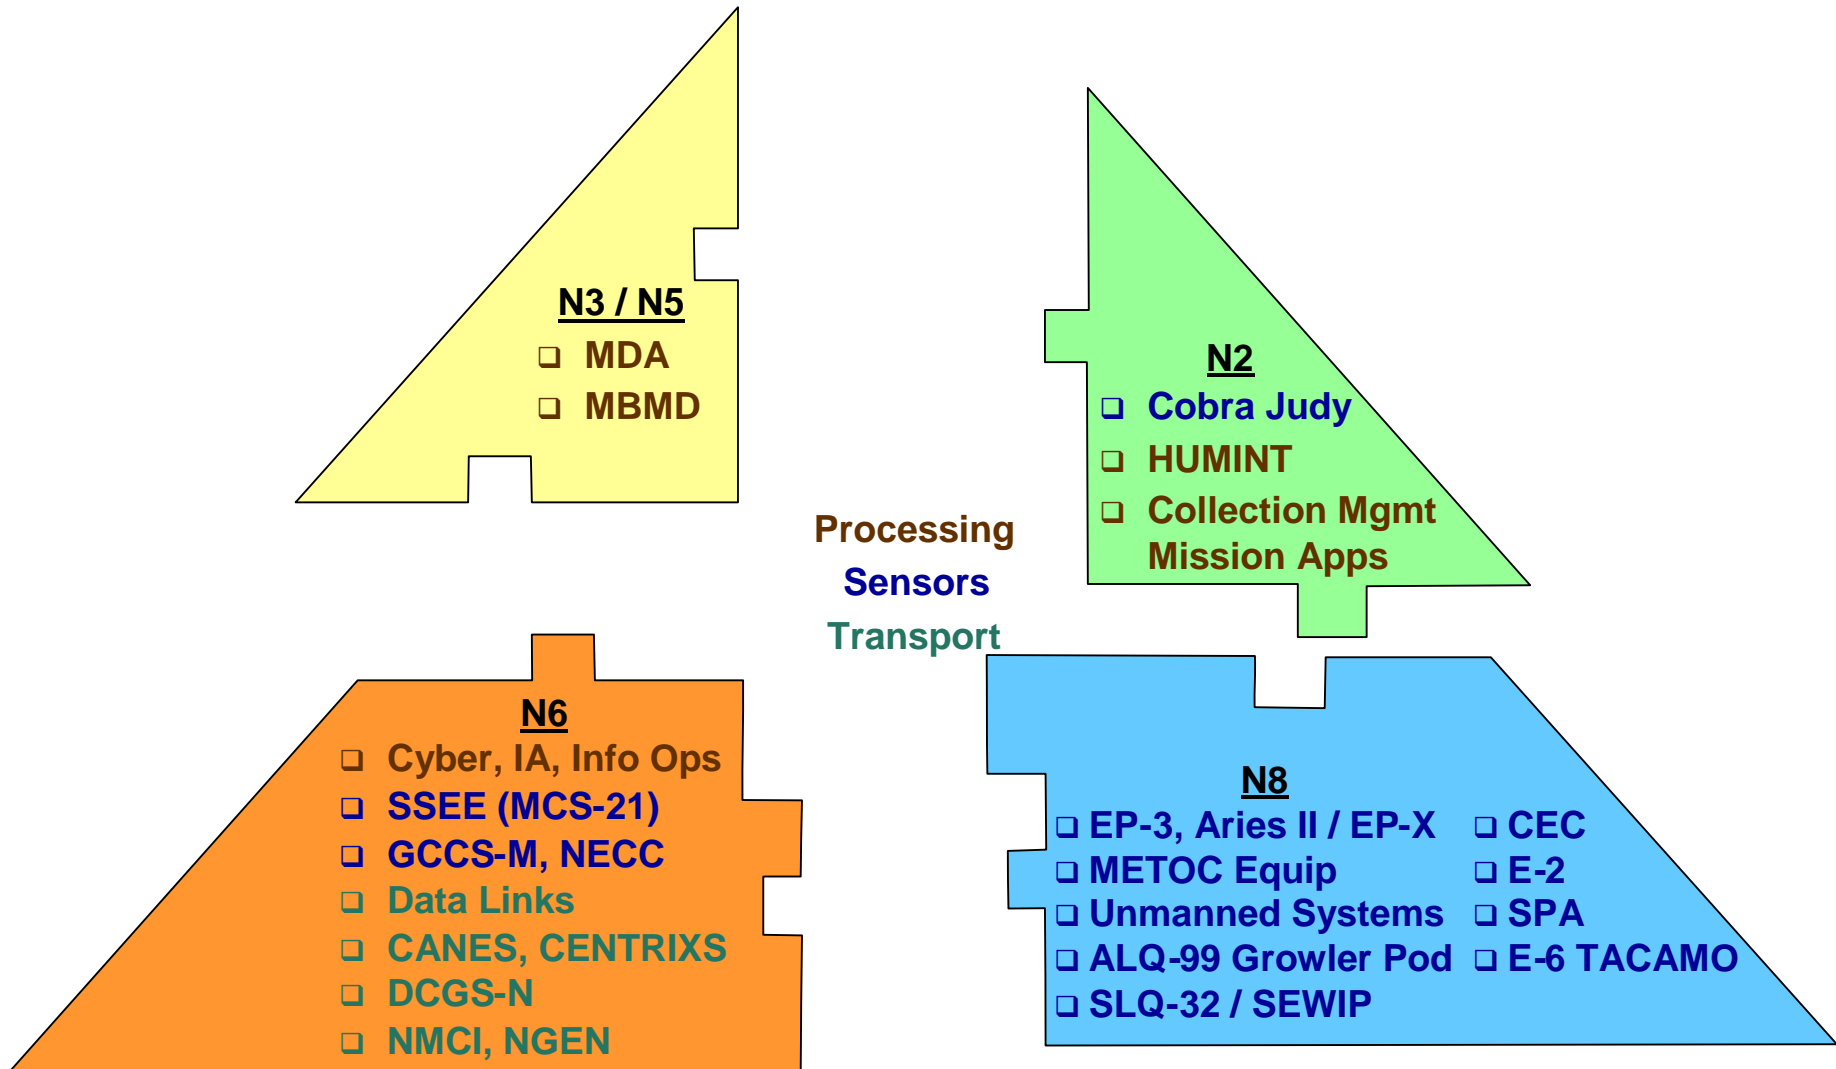 N3 / N5
❑ MDA
❑ MBMD
N2
❑ Cobra Judy
❑ HUMINT
❑ Collection Mgmt
Mission Apps
Processing
Sensors
Transport
N6
❑ Cyber, IA, Info Ops
❑ SSEE (MCS-21)
❑ GCCS-M, NECC
❑ Data Links
❑ CANES, CENTRIXS
❑ DCGS-N
❑ NMCI, NGEN
N8
❑ EP-3, Aries II / EP-X
❑ METOC Equip
❑ Unmanned Systems
❑ ALQ-99 Growler Pod
❑ SLQ-32 / SEWIP
❑ CEC
❑ E-2
❑ SPA
❑ E-6 TACAMO